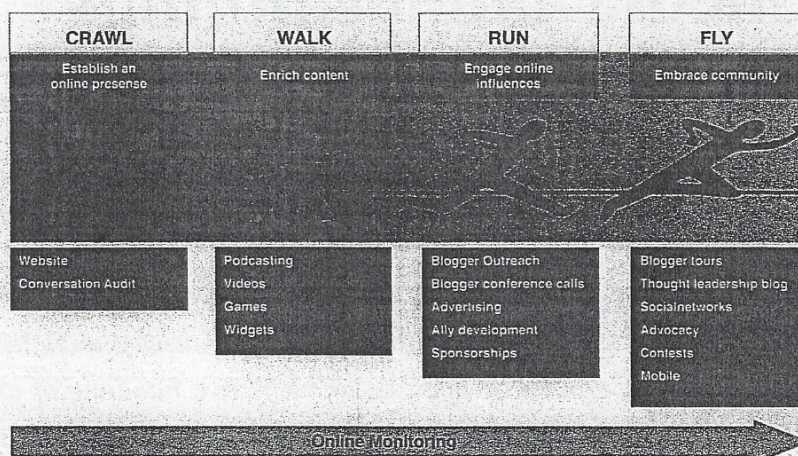 CRAWL
Establish an
online presense
Website
Conversation Audit
WALK
Enrich content
Podcasting
Videos
Games
Widgets
RUN
Engage online
influences
Blogger Outreach
Blogger conference calls
Advertising
Ally development
Sponsorships
FLY
Embrace community
Blogger tours
Thought leadership blog
Socialnetworks
Advocacy
Contests
Mobile
Online Monitoring